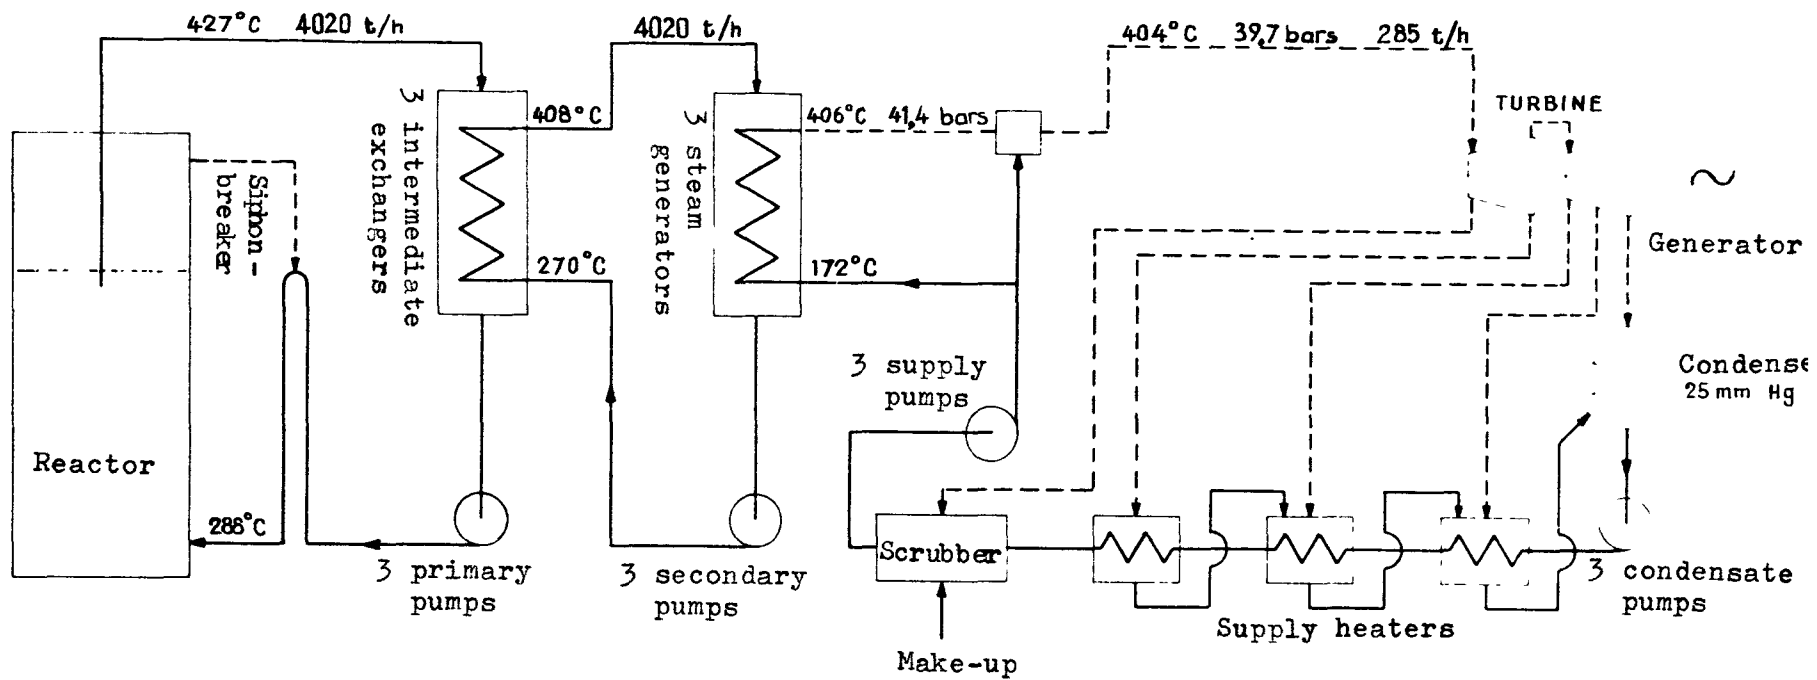 427°C 4020 t/h
4020 t/h
404°C 39,7 bars 285 t/h
TURBINE
3 intermediate
exchangers
408°C
3 steam
generators
406°C 41,4 bars
Siphon-
breaker
~
270°C
172°C
Generator
3 supply
pumps
Condense
25 mm Hg
Reactor
288°C
3 primary
pumps
3 secondary
pumps
Scrubber
3 condensate
pumps
Supply heaters
Make-up